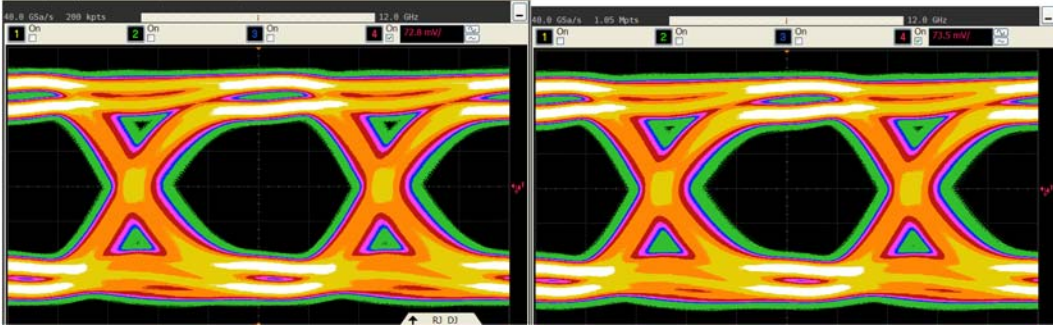 40.0 GSa/s 200 kpts 12.0 GHz
1 On 2 On 3 On 4 On 72.8 mV/
RJ DJ
40.0 GSa/s 1.05 Mpts 12.0 GHz
1 On 2 On 3 On 4 On 73.5 mV/